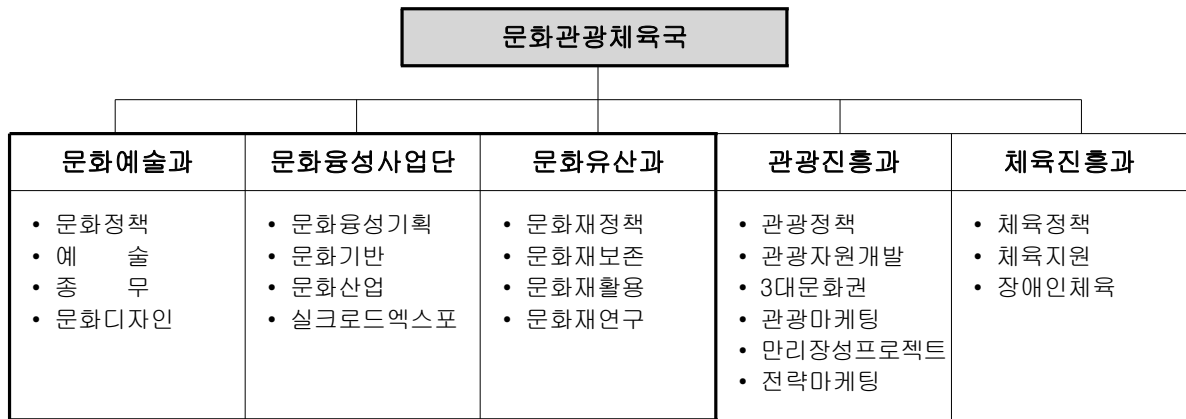 문화관광체육국
문화예술과
• 문화정책
• 예 술
• 종 무
• 문화디자인
문화융성사업단
• 문화융성기획
• 문화기반
• 문화산업
• 실크로드엑스포
문화유산과
• 문화재정책
• 문화재보존
• 문화재활용
• 문화재연구
관광진흥과
• 관광정책
• 관광자원개발
• 3대문화권
• 관광마케팅
• 만리장성프로젝트
• 전략마케팅
체육진흥과
• 체육정책
• 체육지원
• 장애인체육